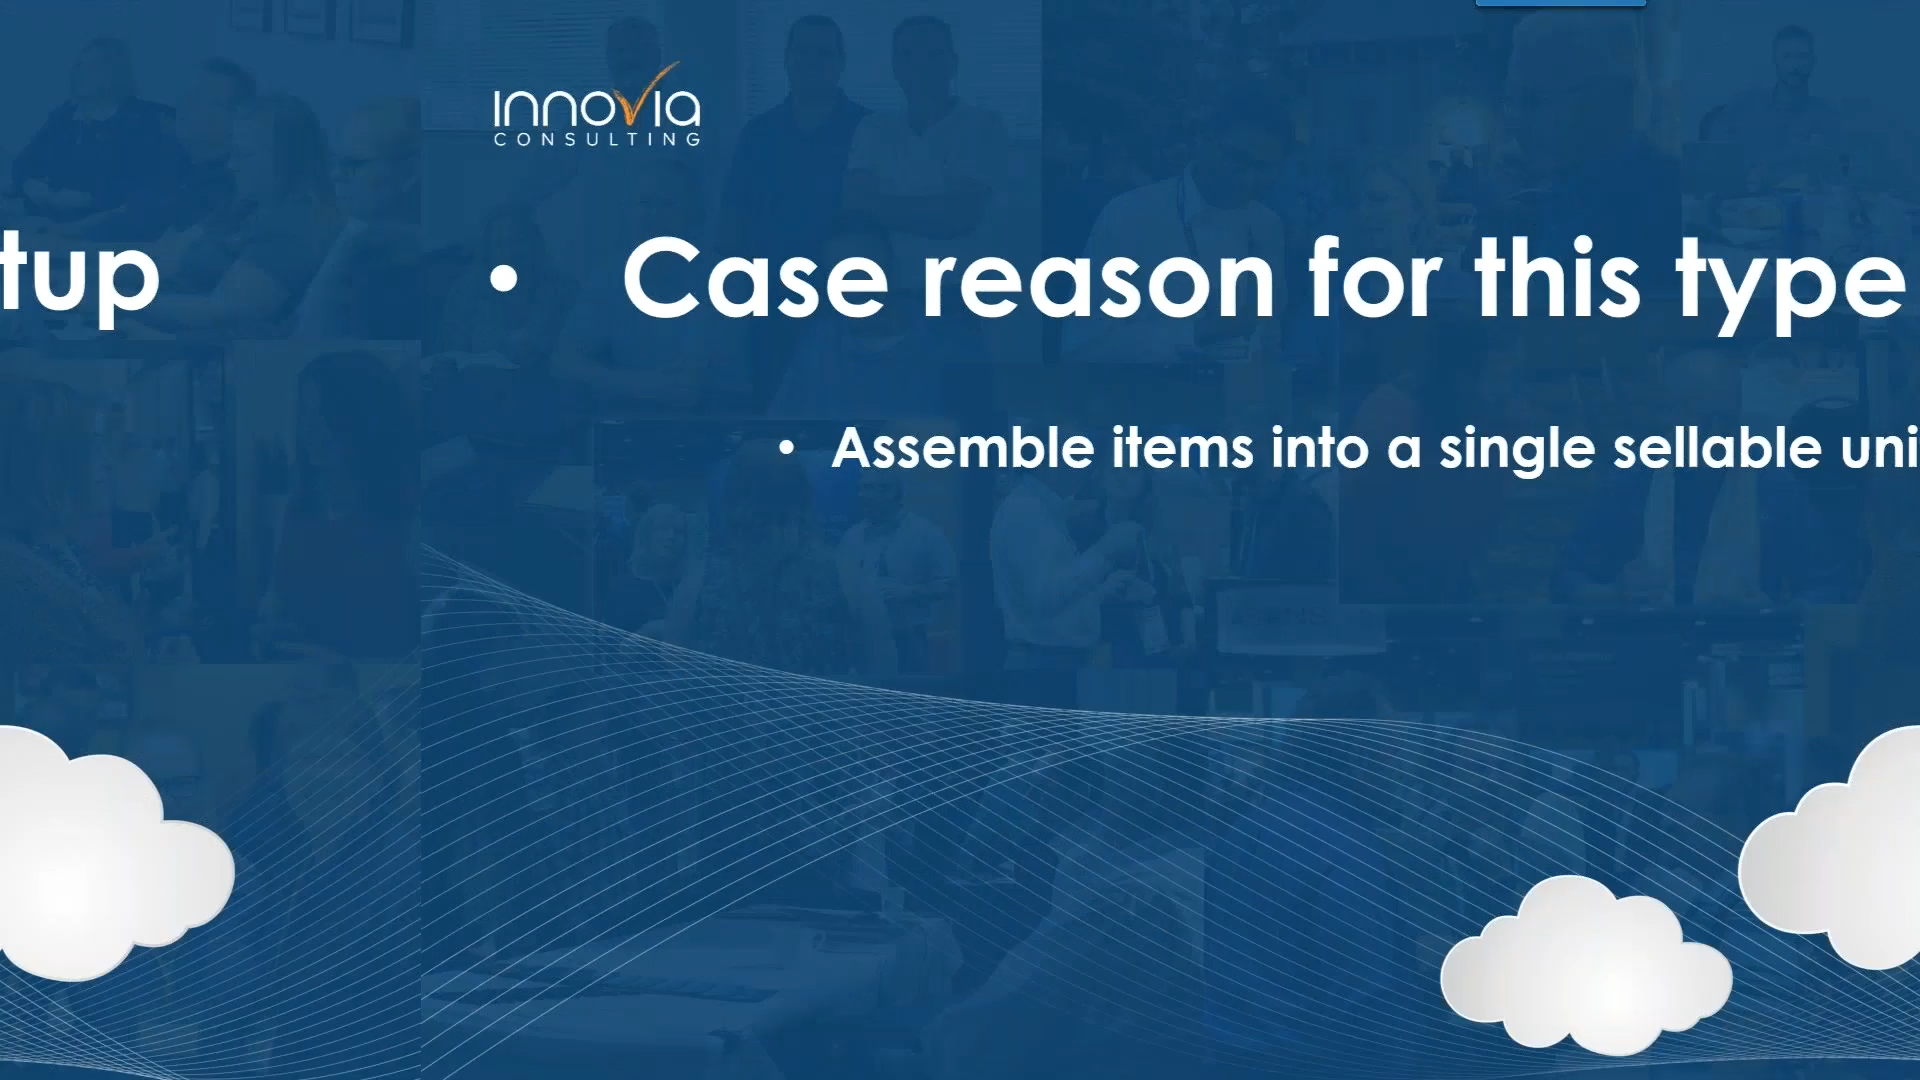 INNOVIA
CONSULTING
tup
• Case reason for this type
• Assemble items into a single sellable uni